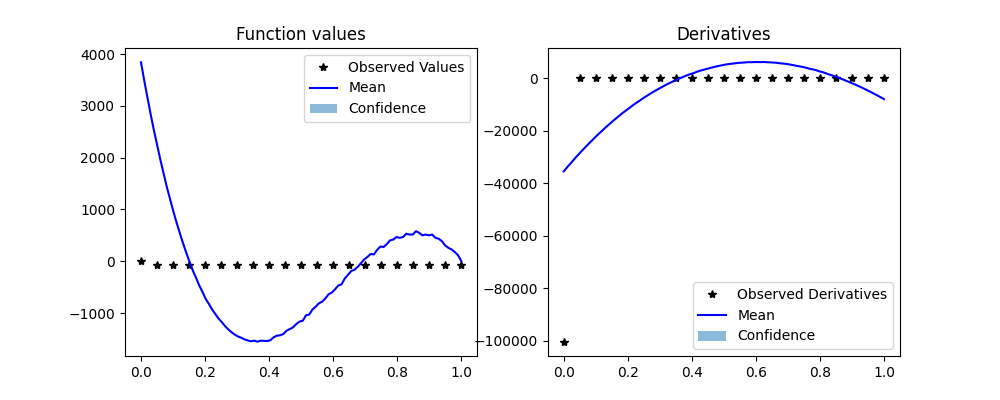 Function values
4000
3000
2000
1000
0
−1000
0.0 0.2 0.4 0.6 0.8 1.0
Observed Values
Mean
Confidence
Derivatives
0
−20000
−40000
−60000
−80000
−100000
0.0 0.2 0.4 0.6 0.8 1.0
Observed Derivatives
Mean
Confidence